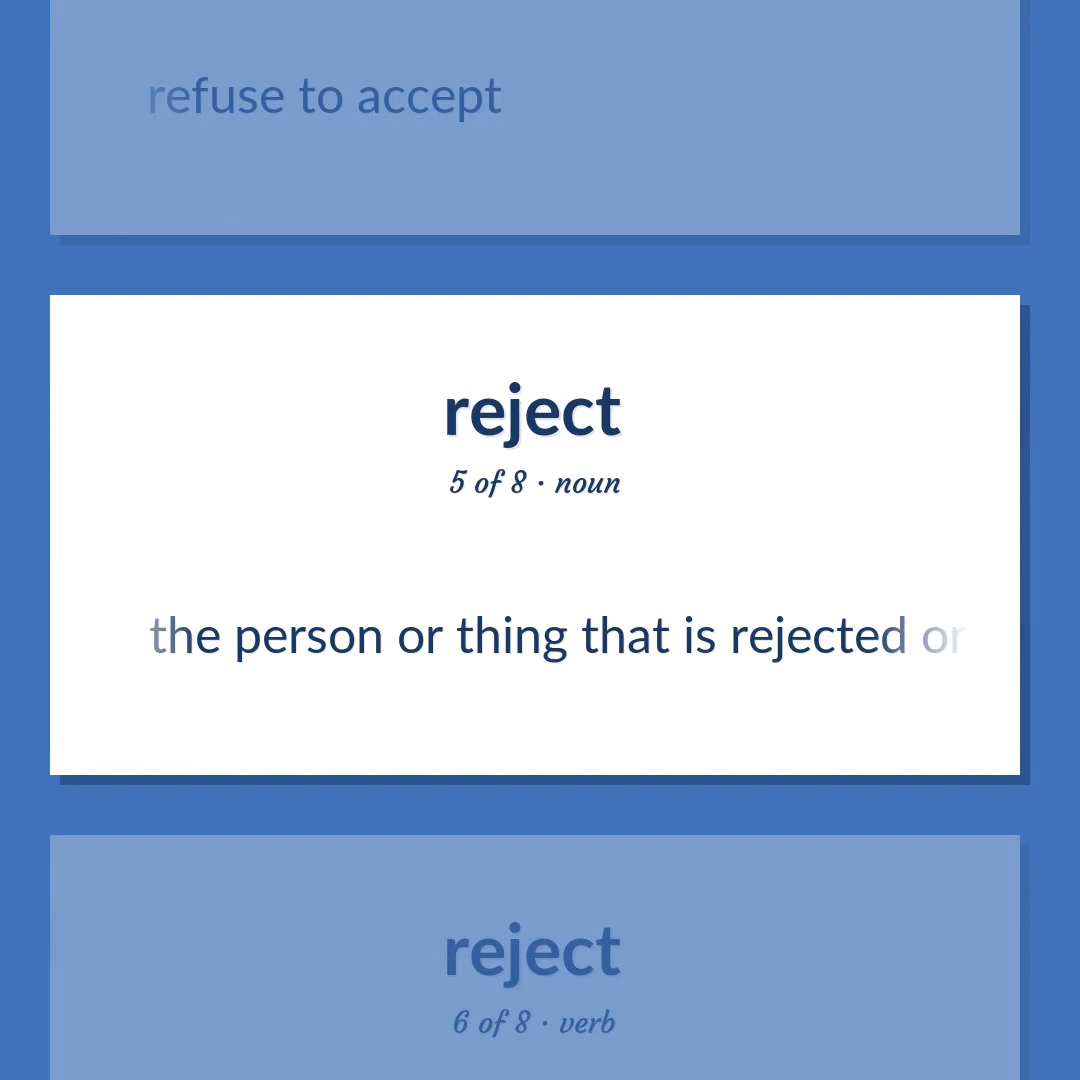 refuse to accept
reject
5 of 8 · noun
the person or thing that is rejected or
reject
6 of 8 · verb